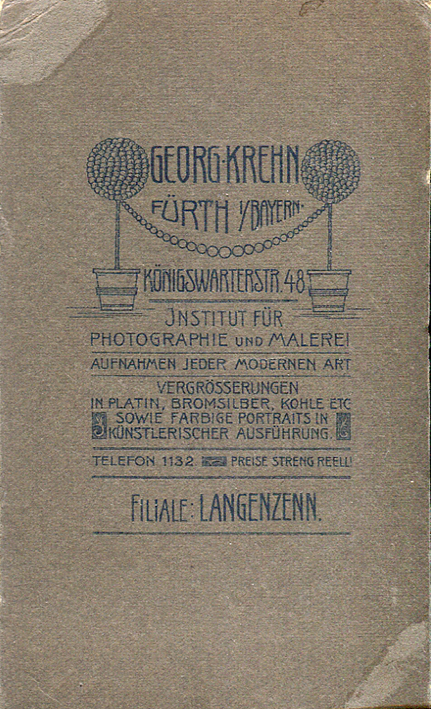 GEORG·KREHN
FÜRTH I/BAYERN·
KÖNIGSWARTERSTR. 48
JNSTITUT FÜR
PHOTOGRAPHIE UND MALEREI
AUFNAHMEN JEDER MODERNEN ART
VERGRÖSSERUNGEN
IN PLATIN, BROMSILBER, KOHLE ETC
SOWIE FARBIGE PORTRAITS IN
KÜNSTLERISCHER AUSFÜHRUNG.
TELEFON 1132 PREISE STRENG REELL!
FILIALE: LANGENZENN.